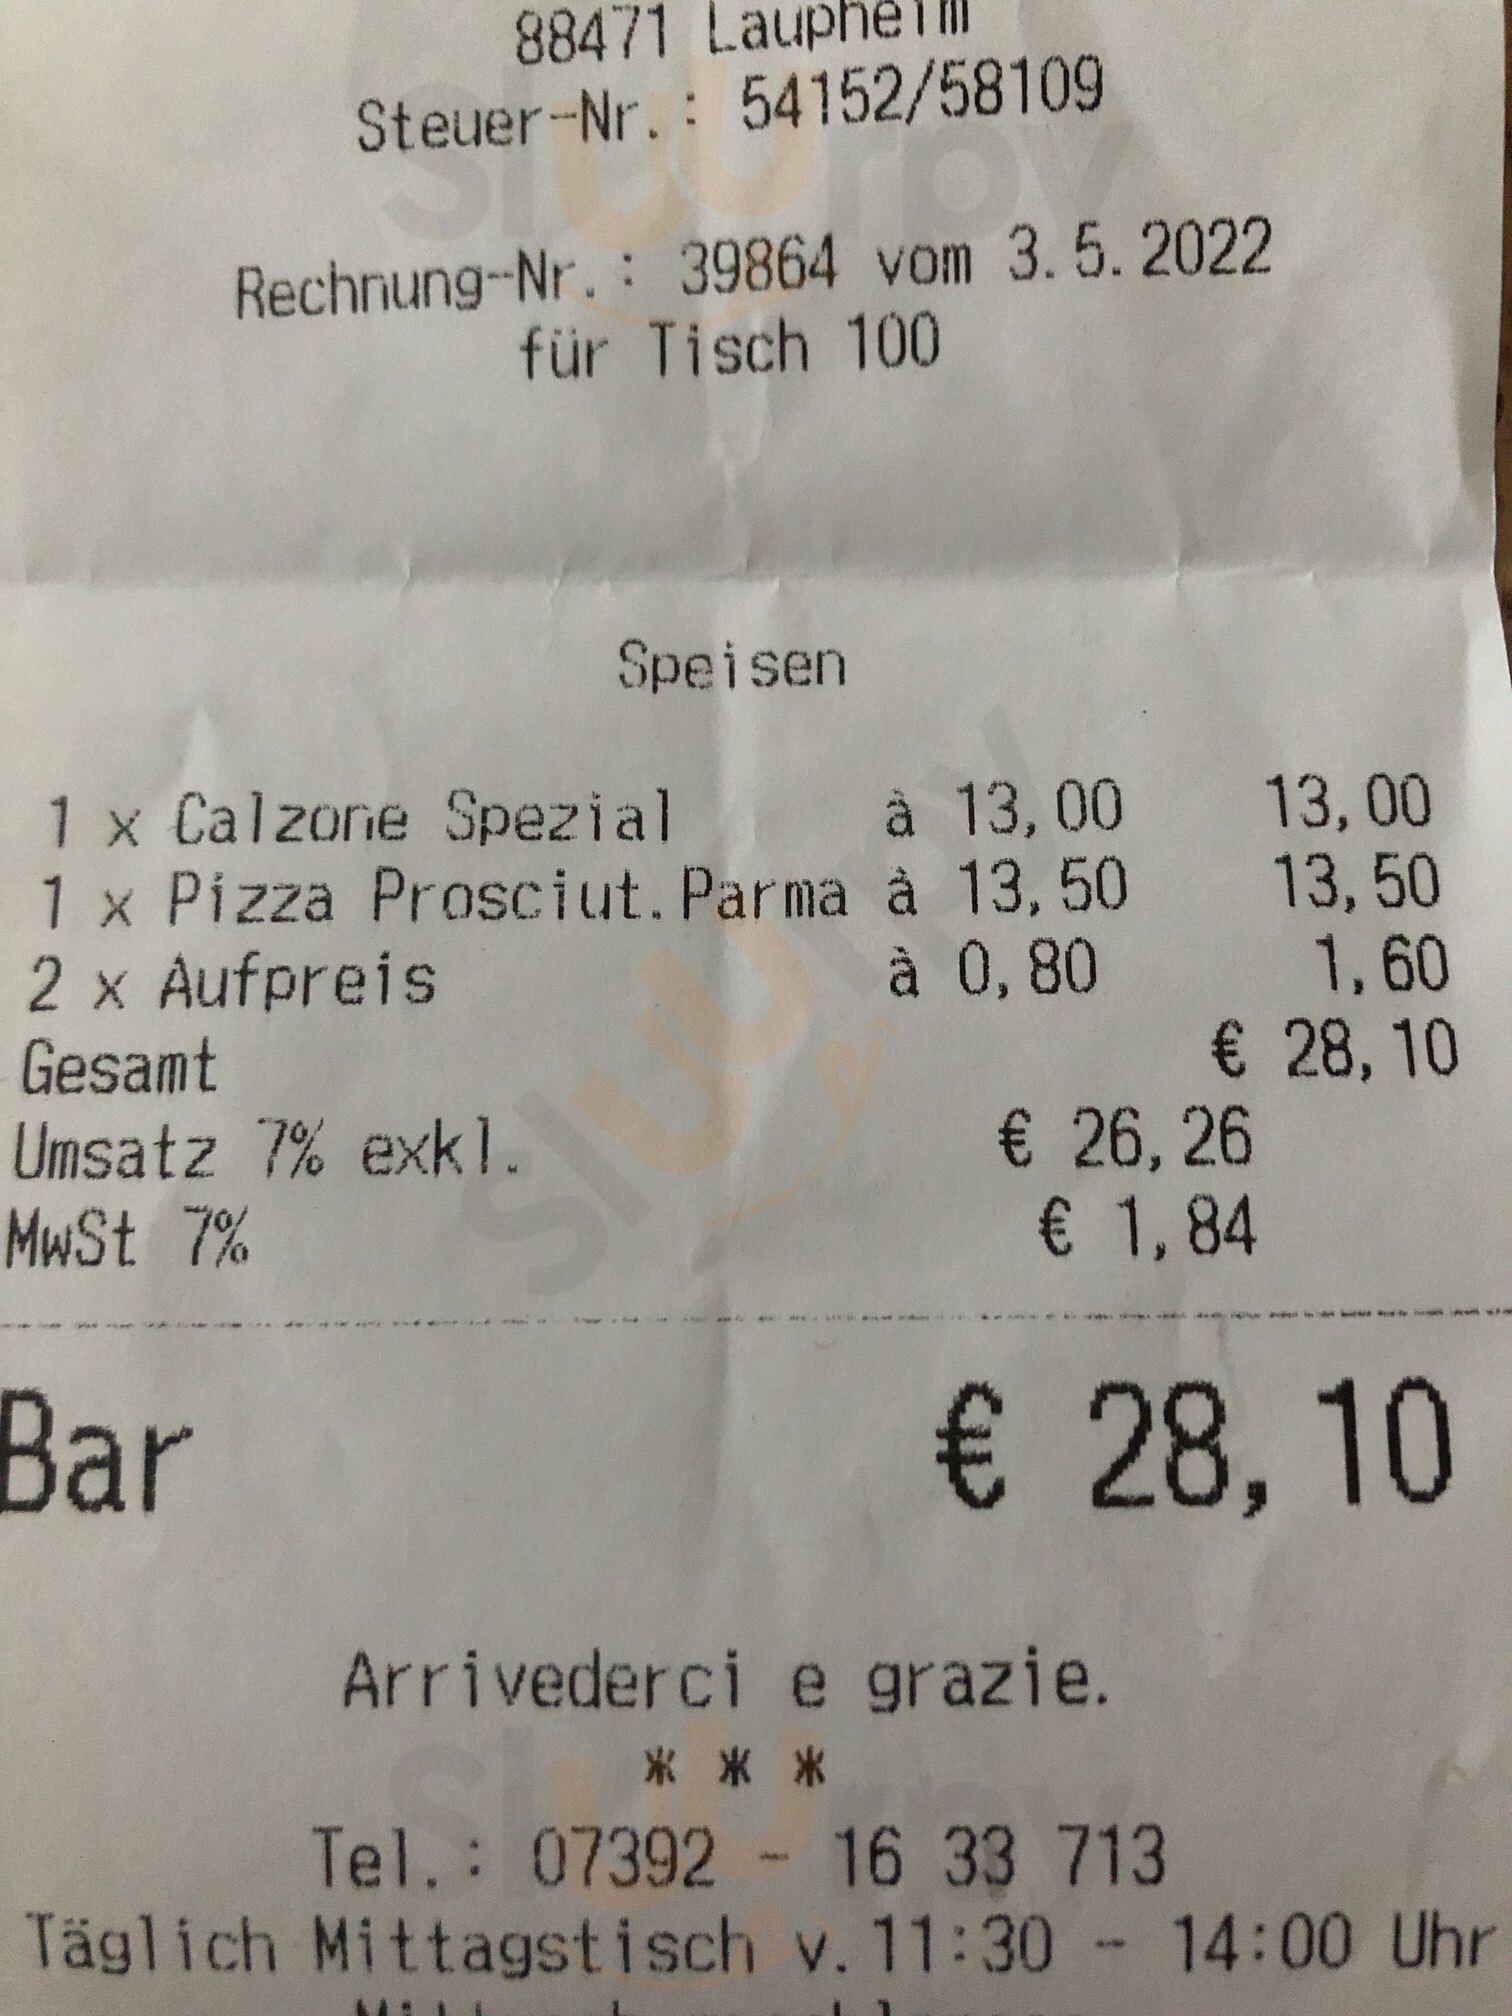 88471 Laupheim
Steuer-Nr.: 54152/58109
Rechnung-Nr.: 39864 vom 3.5.2022
für Tisch 100
Speisen
1 x Calzone Spezial à 13,00 13,00
1 x Pizza Prosciut.Parma à 13,50 13,50
2 x Aufpreis à 0,80 1,60
Gesamt € 28,10
Umsatz 7% exkl. € 26,26
MwSt 7% € 1,84
Bar € 28,10
Arrivederci e grazie.
* * *
Tel.: 07392 - 16 33 713
Täglich Mittagstisch v.11:30 - 14:00 Uhr
slurpy
slurpy
slurpy